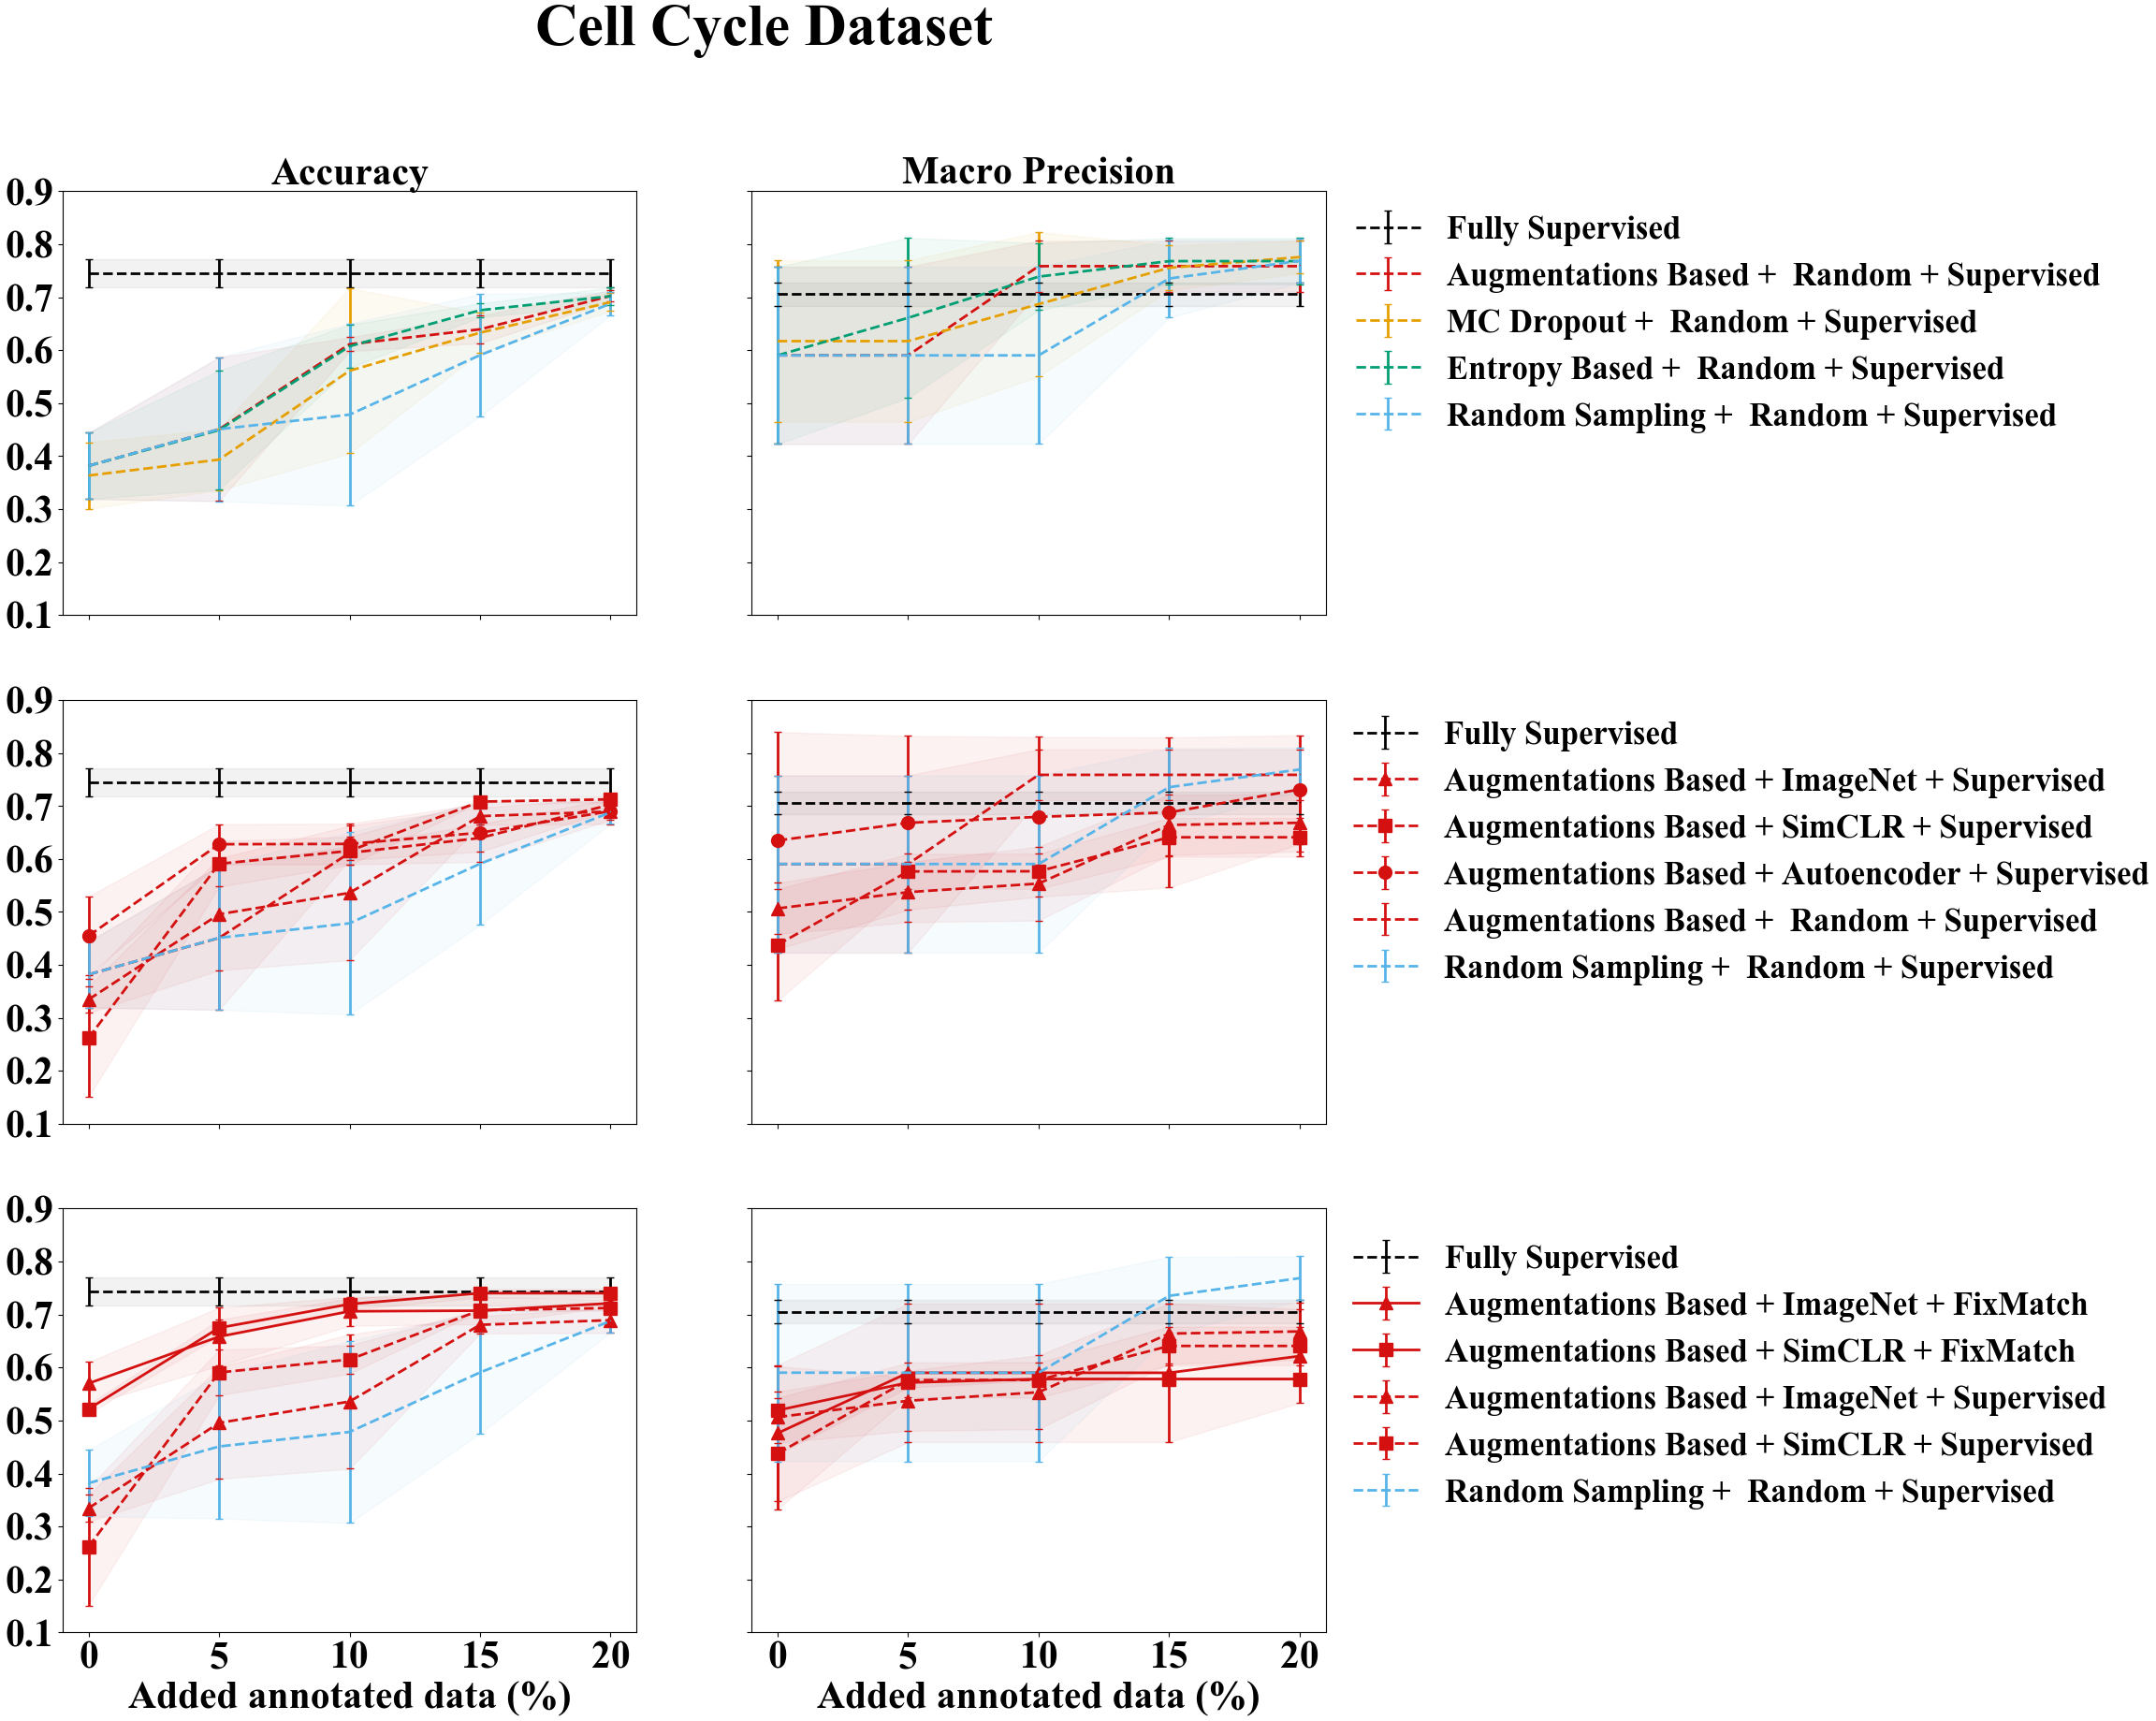 Cell Cycle Dataset
Accuracy
Macro Precision
0.9
0.8
0.7
0.6
0.5
0.4
0.3
0.2
0.1
Fully Supervised
Augmentations Based + Random + Supervised
MC Dropout + Random + Supervised
Entropy Based + Random + Supervised
Random Sampling + Random + Supervised
0.9
0.8
0.7
0.6
0.5
0.4
0.3
0.2
0.1
Fully Supervised
Augmentations Based + ImageNet + Supervised
Augmentations Based + SimCLR + Supervised
Augmentations Based + Autoencoder + Supervised
Augmentations Based + Random + Supervised
Random Sampling + Random + Supervised
0.9
0.8
0.7
0.6
0.5
0.4
0.3
0.2
0.1
Fully Supervised
Augmentations Based + ImageNet + FixMatch
Augmentations Based + SimCLR + FixMatch
Augmentations Based + ImageNet + Supervised
Augmentations Based + SimCLR + Supervised
Random Sampling + Random + Supervised
0 5 10 15 20
0 5 10 15 20
Added annotated data (%)
Added annotated data (%)